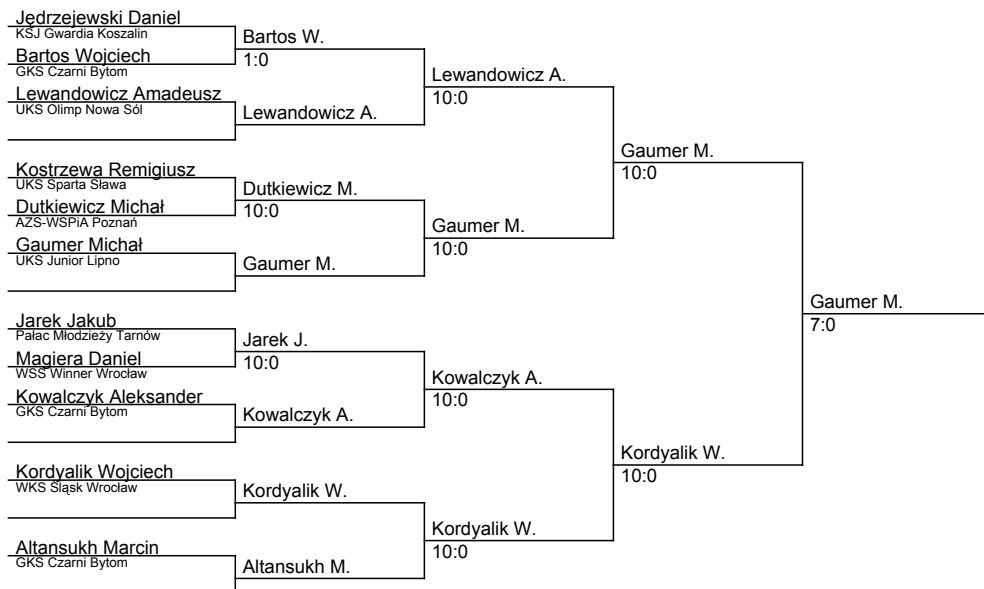 Jędrzejewski Daniel
KSJ Gwardia Koszalin
Bartos Wojciech
GKS Czarni Bytom
Lewandowicz Amadeusz
UKS Olimp Nowa Sól
Kostrzewa Remigiusz
UKS Sparta Sława
Dutkiewicz Michał
AZS-WSPiA Poznań
Gaumer Michał
UKS Junior Lipno
Jarek Jakub
Pałac Młodzieży Tarnów
Magiera Daniel
WSS Winner Wrocław
Kowalczyk Aleksander
GKS Czarni Bytom
Kordyalik Wojciech
WKS Śląsk Wrocław
Altansukh Marcin
GKS Czarni Bytom
Bartos W.
1:0
Lewandowicz A.
Dutkiewicz M.
10:0
Gaumer M.
Jarek J.
10:0
Kowalczyk A.
Kordyalik W.
Altansukh M.
Lewandowicz A.
10:0
Gaumer M.
10:0
Kowalczyk A.
10:0
Kordyalik W.
10:0
Gaumer M.
10:0
Kordyalik W.
10:0
Gaumer M.
7:0